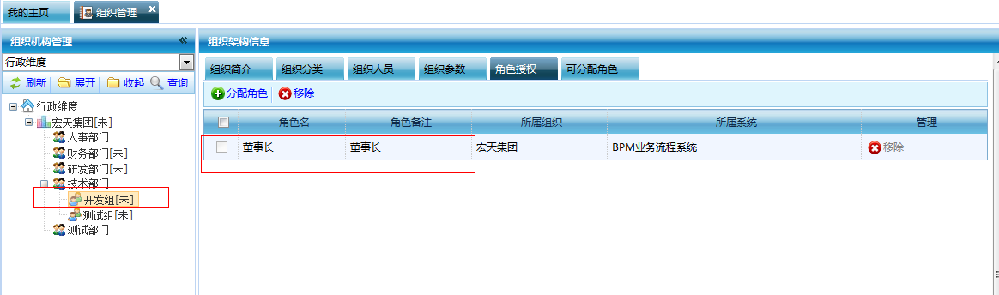 我的主页 组织管理
组织机构管理
行政维度
刷新 展开 收起 查询
行政维度
宏天集团[未]
人事部门
财务部门[未]
研发部门[未]
技术部门
开发组[未]
测试组[未]
测试部门
组织架构信息
组织简介 组织分类 组织人员 组织参数 角色授权 可分配角色
分配角色 移除
角色名 角色备注 所属组织 所属系统 管理
董事长 董事长 宏天集团 BPM业务流程系统 移除